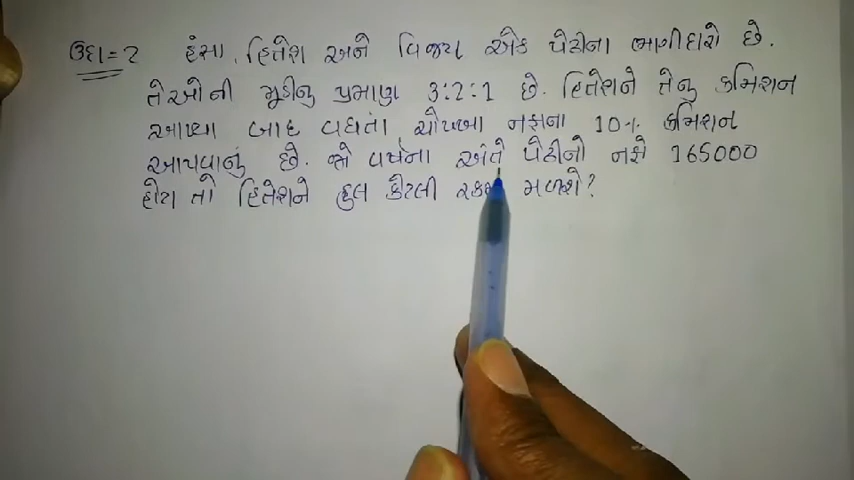 ઉદા=2 હંસા, હિતેશ અને વિજય એક પેઢીના ભાગીદારો છે.
તેઓની મૂડીનુ પ્રમાણ 3:2:1 છે. હિતેશને તેનુ કમિશન
આપ્યા બાદ વધતાં ચોખ્ખા નફાના 10% કમિશન
આપવાનું છે. જો વર્ષના અંતે પેઢીનો નફો 165000
હોય તો હિતેશને કુલ કેટલી રકમ મળશે?